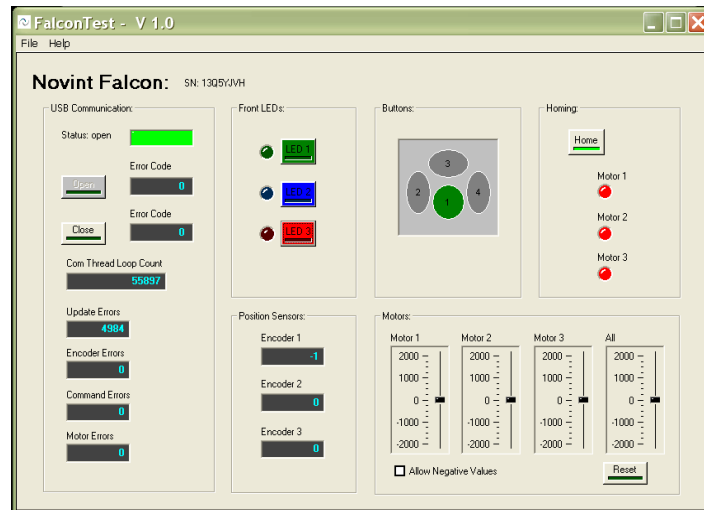 FalconTest - V 1.0
File Help
Novint Falcon: SN: 13Q5YJVH
USB Communication:
Status: open
Error Code
Open
0
Error Code
Close
0
Com Thread Loop Count
55897
Update Errors
4984
Encoder Errors
0
Command Errors
0
Motor Errors
0
Front LEDs:
LED 1
LED 2
LED 3
Buttons:
3
2
4
1
Homing:
Home
Motor 1
Motor 2
Motor 3
Position Sensors:
Encoder 1
-1
Encoder 2
0
Encoder 3
0
Motors:
Motor 1 Motor 2 Motor 3 All
2000 2000 2000 2000
1000 1000 1000 1000
0 0 0 0
-1000 -1000 -1000 -1000
-2000 -2000 -2000 -2000
Allow Negative Values
Reset